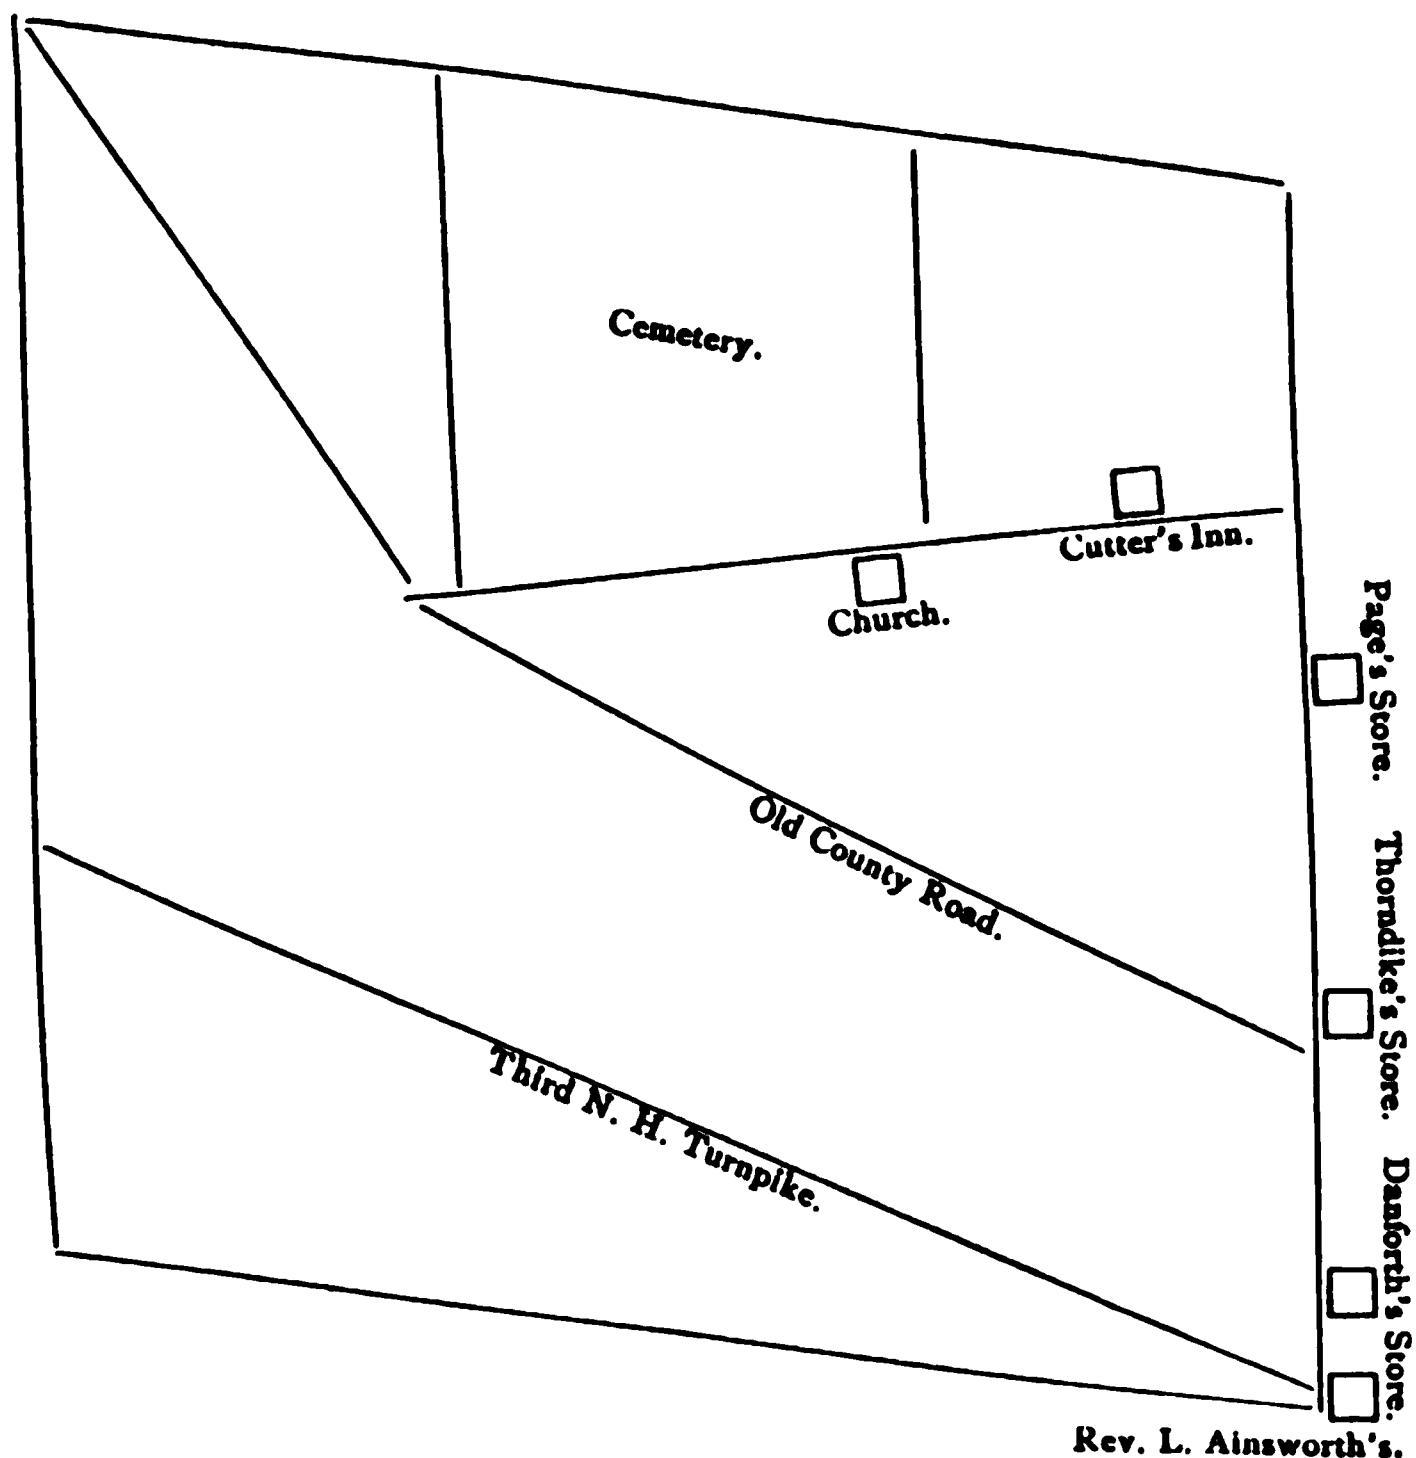 Cemetery.
Cutter's Inn.
Church.
Page's Store.
Old County Road.
Thorndike's Store.
Third N. H. Turnpike.
Danforth's Store.
Rev. L. Ainsworth's.